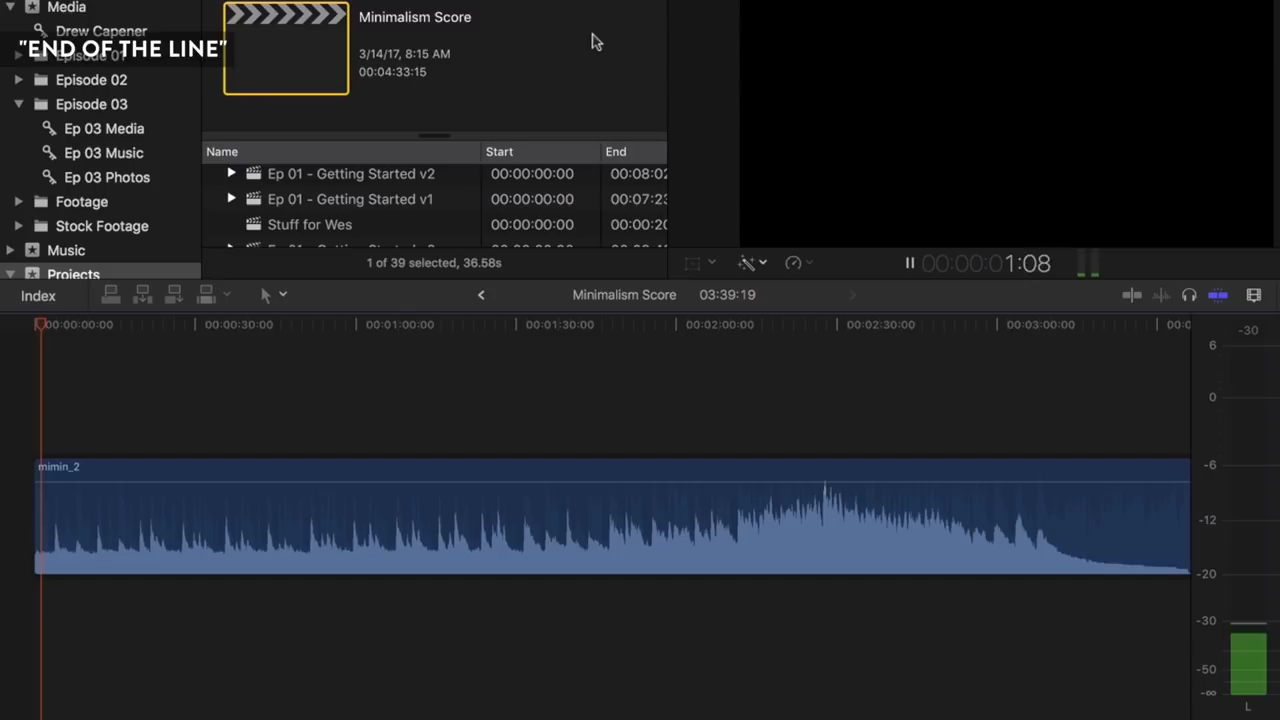 Media
Drew Capener
"END OF THE LINE"
Episode 01
Episode 02
Episode 03
Ep 03 Media
Ep 03 Music
Ep 03 Photos
Footage
Stock Footage
Music
Projects
Minimalism Score
3/14/17, 8:15 AM
00:04:33:15
Name Start End
Ep 01 - Getting Started v2 00:00:00:00 00:08:02
Ep 01 - Getting Started v1 00:00:00:00 00:07:23
Stuff for Wes 00:00:00:00 00:00:20
1 of 39 selected, 36.58s
00:00:01:08
Index
Minimalism Score 03:39:19
00:00:00:00 00:00:30:00 00:01:00:00 00:01:30:00 00:02:00:00 00:02:30:00 00:03:00:00 00:0
mimin_2
-30
6
0
-6
-12
-20
-30
-50
-∞
L